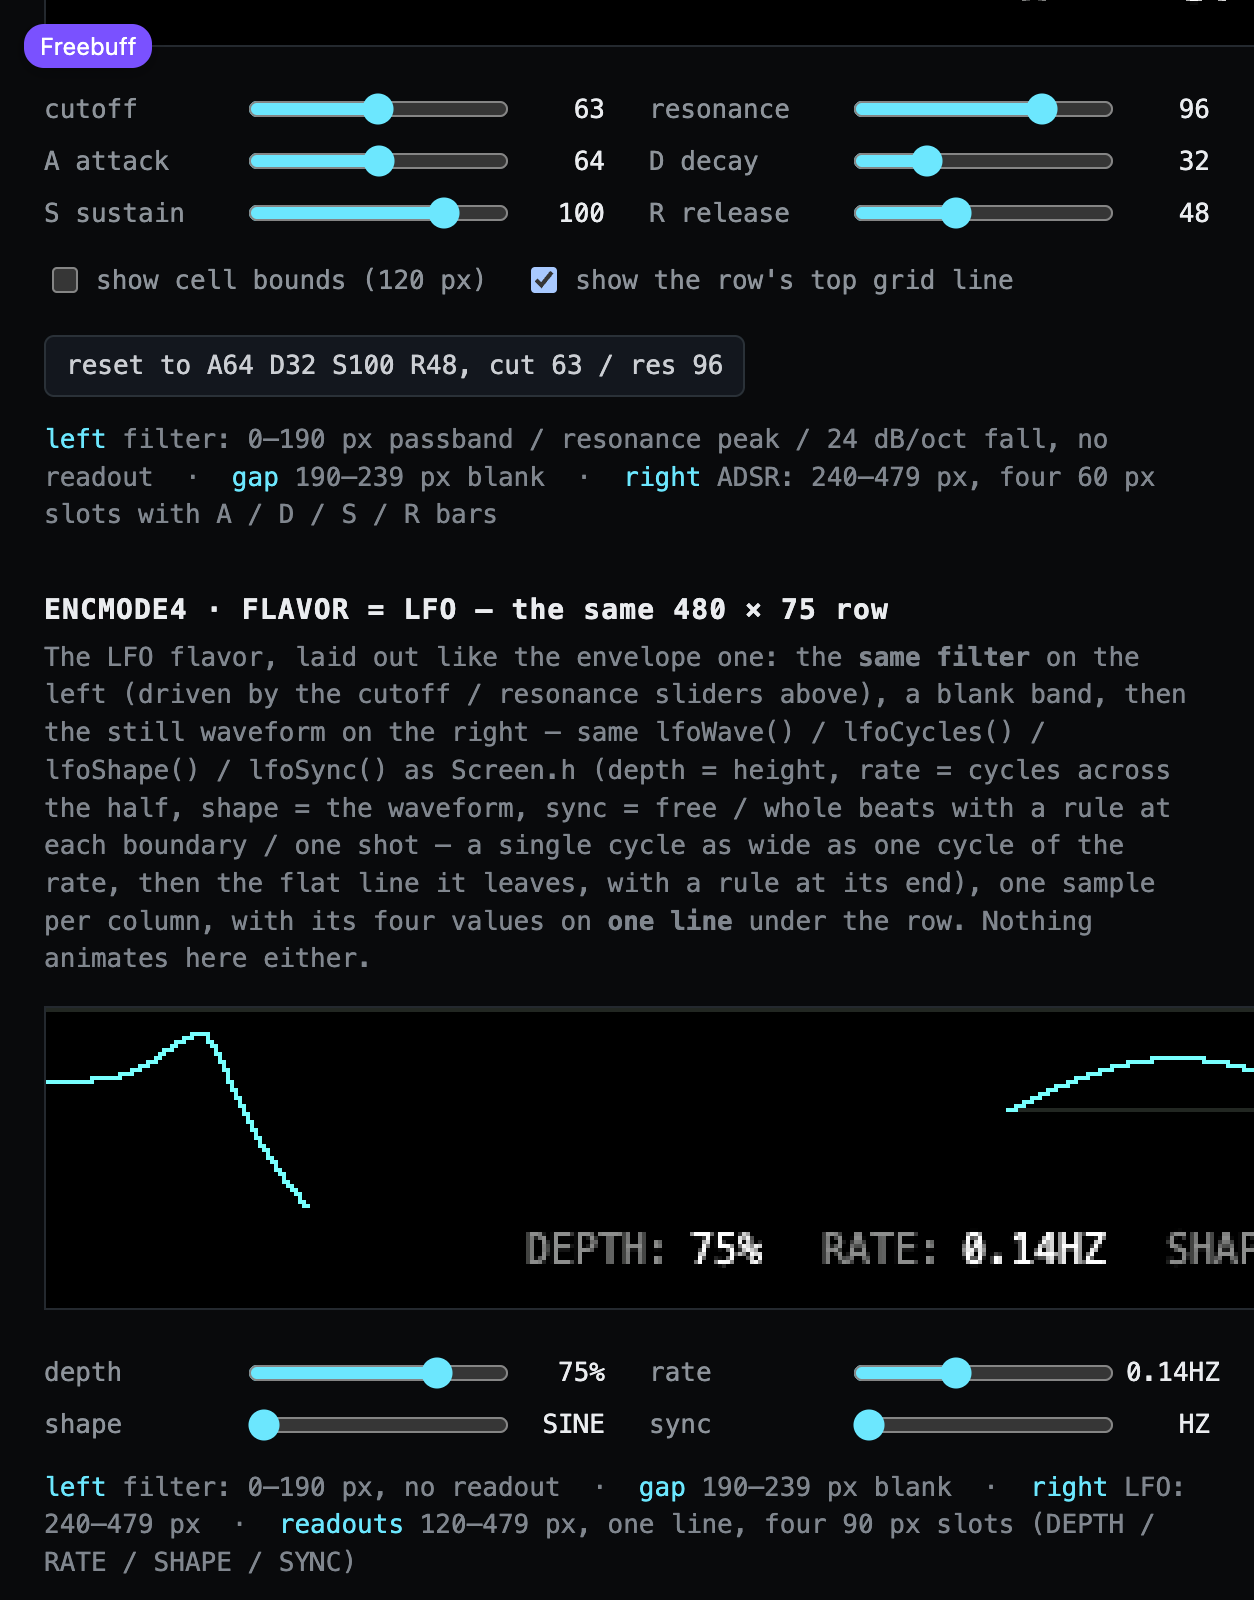 Freebuff
cutoff 63 resonance 96
A attack 64 D decay 32
S sustain 100 R release 48
show cell bounds (120 px) show the row's top grid line
reset to A64 D32 S100 R48, cut 63 / res 96
left filter: 0–190 px passband / resonance peak / 24 dB/oct fall, no
readout · gap 190–239 px blank · right ADSR: 240–479 px, four 60 px
slots with A / D / S / R bars
ENCMODE4 · FLAVOR = LFO — the same 480 × 75 row
The LFO flavor, laid out like the envelope one: the same filter on the
left (driven by the cutoff / resonance sliders above), a blank band, then
the still waveform on the right — same lfoWave() / lfoCycles() /
lfoShape() / lfoSync() as Screen.h (depth = height, rate = cycles across
the half, shape = the waveform, sync = free / whole beats with a rule at
each boundary / one shot — a single cycle as wide as one cycle of the
rate, then the flat line it leaves, with a rule at its end), one sample
per column, with its four values on one line under the row. Nothing
animates here either.
DEPTH: 75% RATE: 0.14HZ SHAP
depth 75% rate 0.14HZ
shape SINE sync HZ
left filter: 0–190 px, no readout · gap 190–239 px blank · right LFO:
240–479 px · readouts 120–479 px, one line, four 90 px slots (DEPTH /
RATE / SHAPE / SYNC)